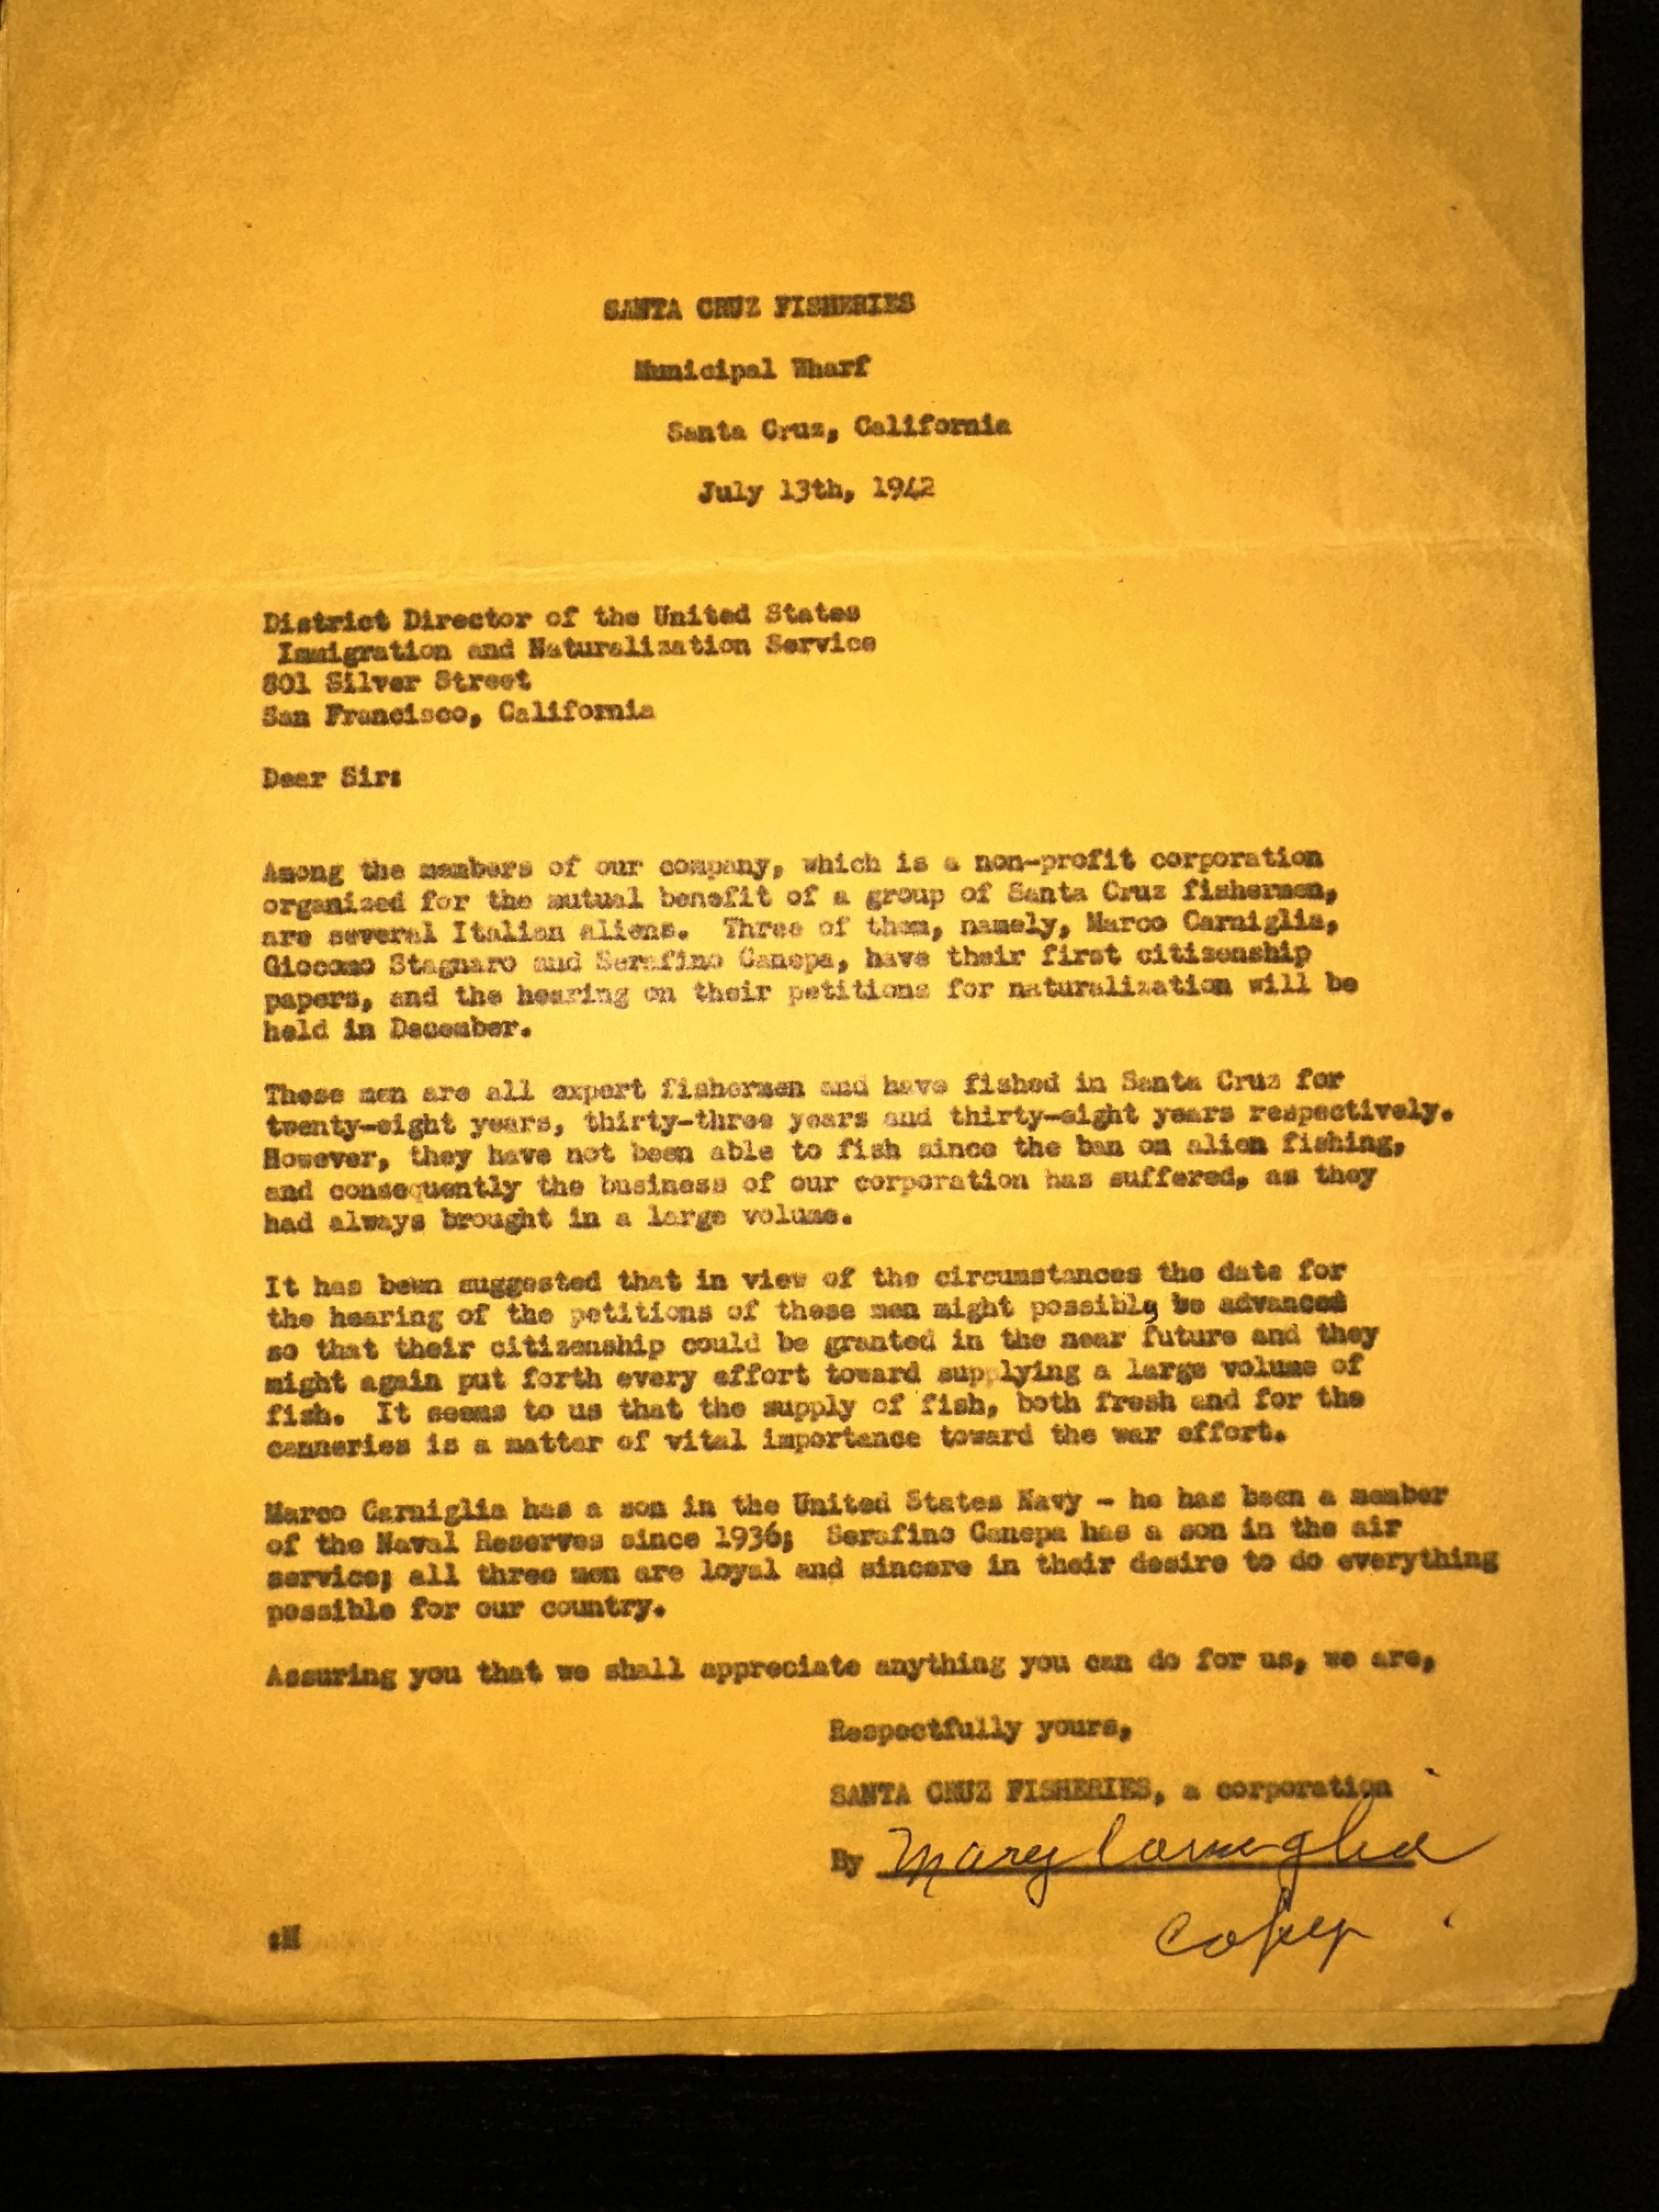 SANTA CRUZ FISHERIES
Municipal Wharf
Santa Cruz, California
July 13th, 1942
District Director of the United States
Immigration and Naturalization Service
801 Silver Street
San Francisco, California
Dear Sir:
Among the members of our company, which is a non-profit corporation
organized for the mutual benefit of a group of Santa Cruz fishermen,
are several Italian aliens. Three of them, namely, Marco Carniglia,
Giocomo Stagnaro and Serafino Canepa, have their first citizenship
papers, and the hearing on their petitions for naturalization will be
held in December.
These men are all expert fishermen and have fished in Santa Cruz for
twenty-eight years, thirty-three years and thirty-eight years respectively.
However, they have not been able to fish since the ban on alien fishing,
and consequently the business of our corporation has suffered, as they
had always brought in a large volume.
It has been suggested that in view of the circumstances the date for
the hearing of the petitions of these men might possibly be advanced
so that their citizenship could be granted in the near future and they
might again put forth every effort toward supplying a large volume of
fish. It seems to us that the supply of fish, both fresh and for the
canneries is a matter of vital importance toward the war effort.
Marco Carniglia has a son in the United States Navy - he has been a member
of the Naval Reserves since 1936; Serafino Canepa has a son in the air
service; all three men are loyal and sincere in their desire to do everything
possible for our country.
Assuring you that we shall appreciate anything you can do for us, we are,
Respectfully yours,
SANTA CRUZ FISHERIES, a corporation
By Mary Carniglia
Copy
:M